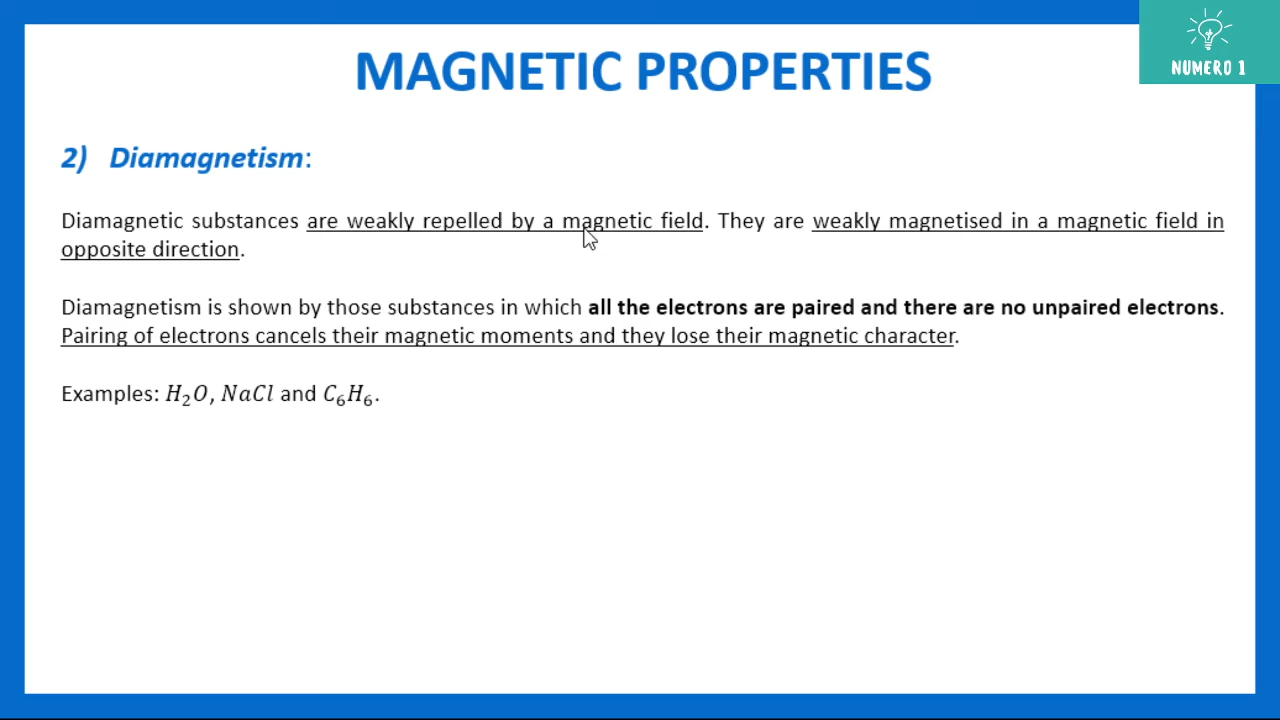 MAGNETIC PROPERTIES
NUMERO 1
2) Diamagnetism:
Diamagnetic substances are weakly repelled by a magnetic field. They are weakly magnetised in a magnetic field in
opposite direction.
Diamagnetism is shown by those substances in which all the electrons are paired and there are no unpaired electrons.
Pairing of electrons cancels their magnetic moments and they lose their magnetic character.
Examples: H₂O, NaCl and C₆H₆.